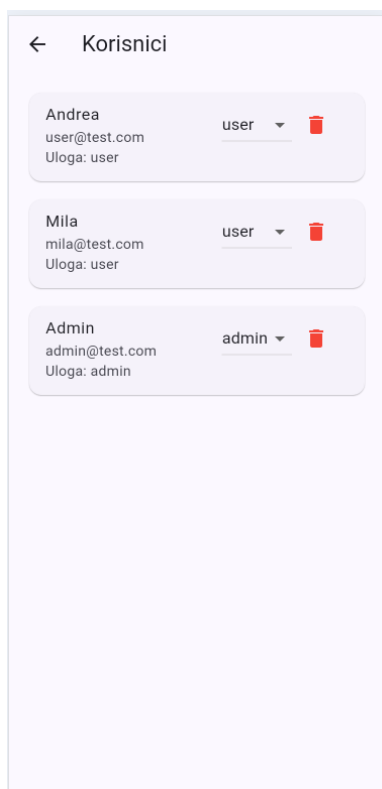 Korisnici
Andrea
user@test.com
Uloga: user
user
Mila
mila@test.com
Uloga: user
user
Admin
admin@test.com
Uloga: admin
admin